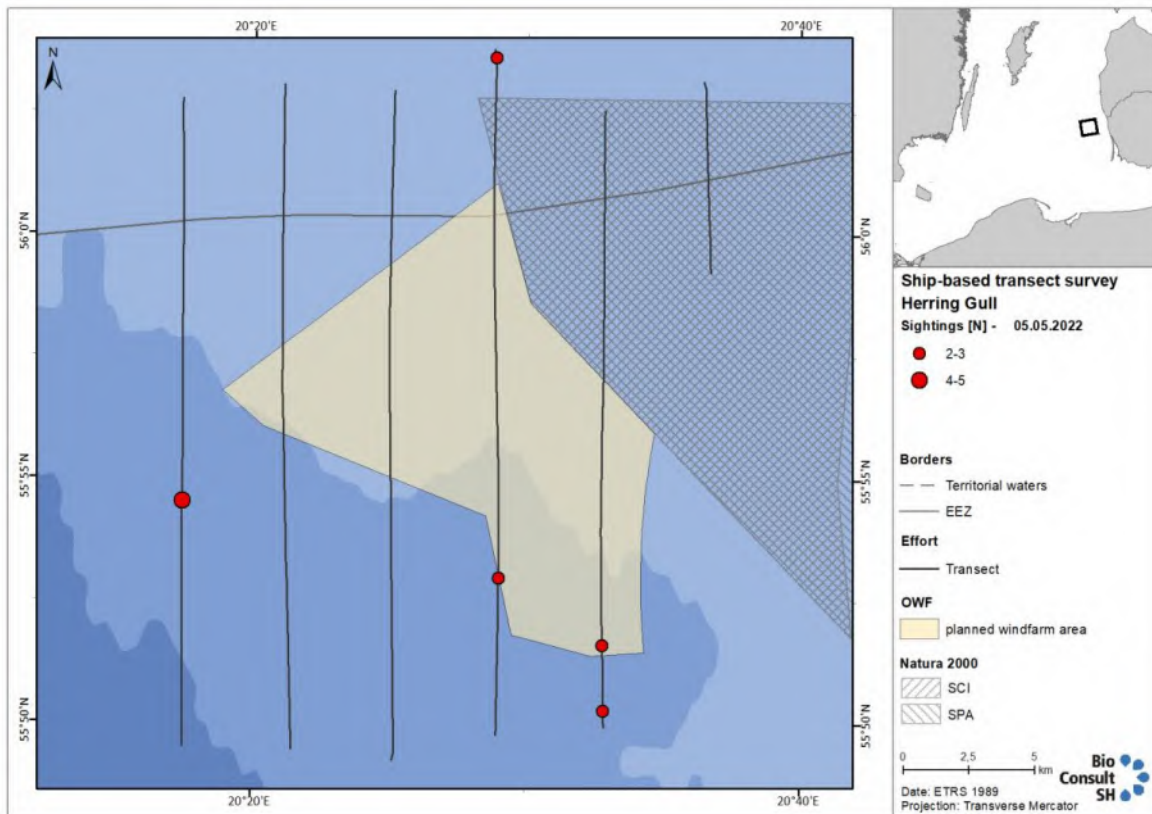 20°20'E
20°40'E
N
56°0'N
56°0'N
55°55'N
55°55'N
55°50'N
55°50'N
20°20'E
20°40'E
Ship-based transect survey
Herring Gull
Sightings [N] - 05.05.2022
2-3
4-5
Borders
Territorial waters
EEZ
Effort
Transect
OWF
planned windfarm area
Natura 2000
SCI
SPA
0 2,5 5
km
Date: ETRS 1989
Projection: Transverse Mercator
Bio
Consult
SH